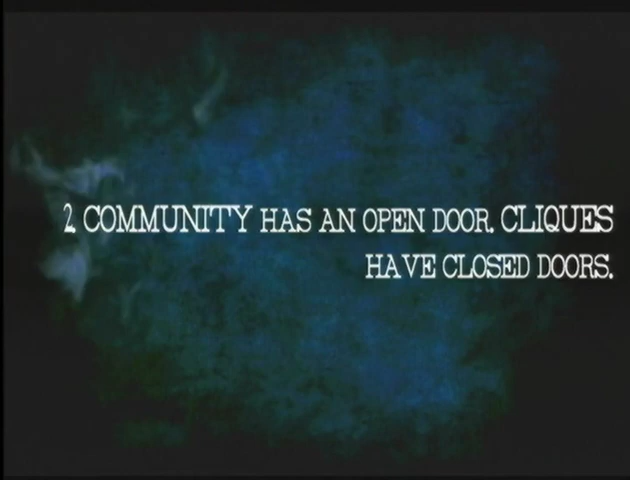 2. COMMUNITY HAS AN OPEN DOOR. CLIQUES
HAVE CLOSED DOORS.